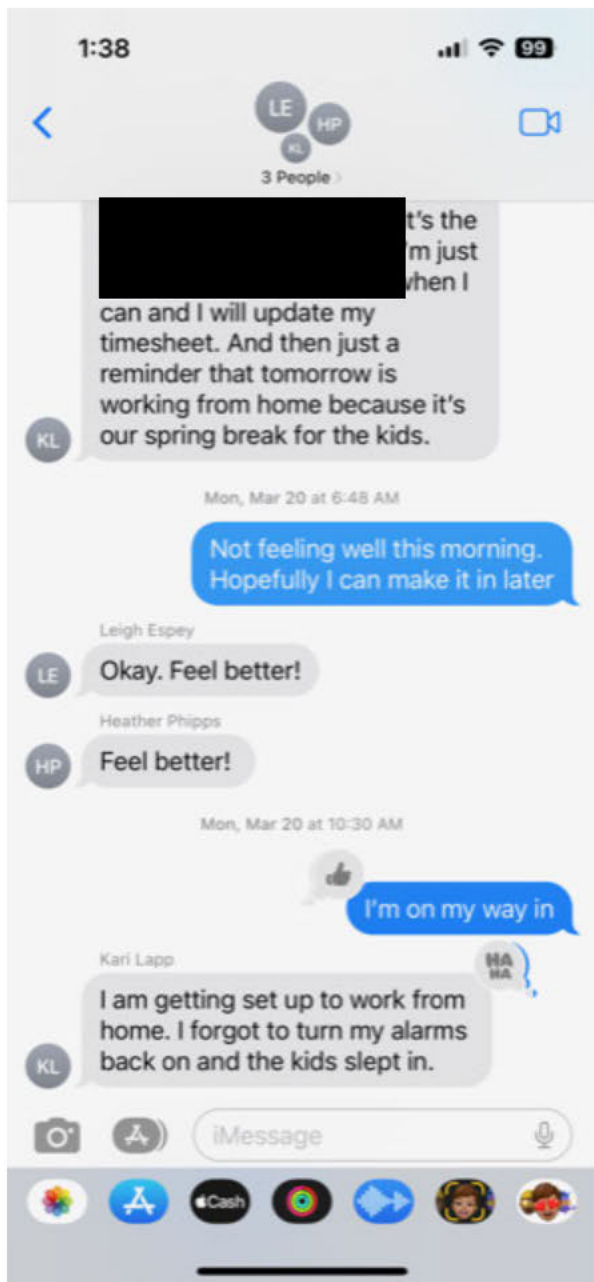 1:38
99
LE
HP
KL
3 People
t's the
'm just
when I
can and I will update my
timesheet. And then just a
reminder that tomorrow is
working from home because it's
our spring break for the kids.
KL
Mon, Mar 20 at 6:48 AM
Not feeling well this morning.
Hopefully I can make it in later
Leigh Espey
LE
Okay. Feel better!
Heather Phipps
HP
Feel better!
Mon, Mar 20 at 10:30 AM
I'm on my way in
Kari Lapp
HA
HA
I am getting set up to work from
home. I forgot to turn my alarms
back on and the kids slept in.
KL
iMessage
Cash